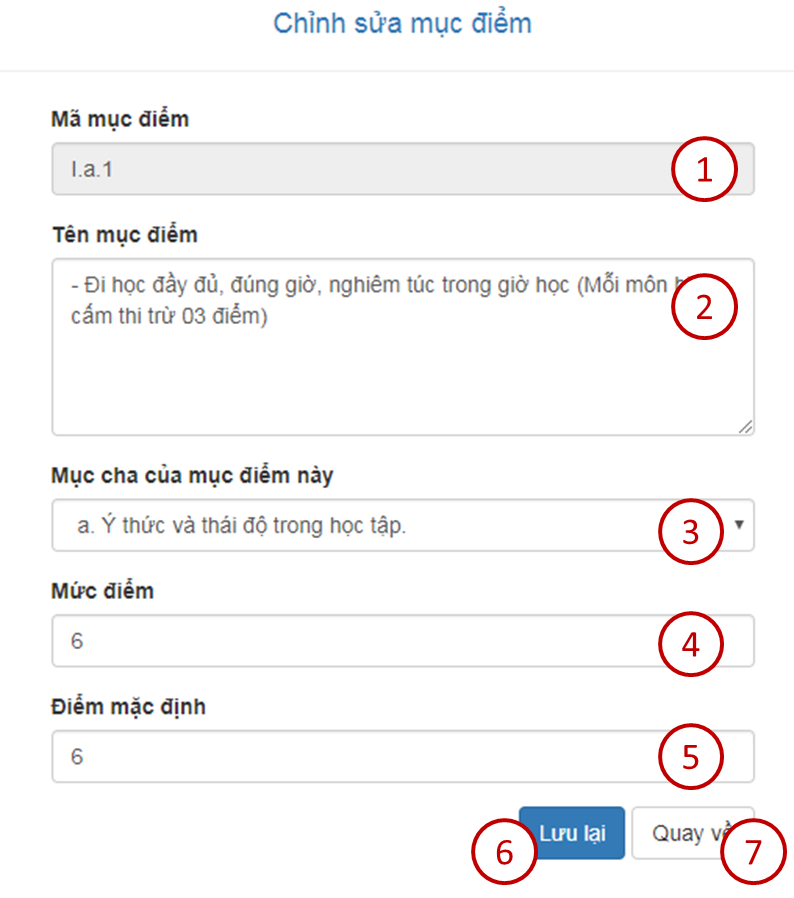 Chỉnh sửa mục điểm
Mã mục điểm
I.a.1
1
Tên mục điểm
- Đi học đầy đủ, đúng giờ, nghiêm túc trong giờ học (Mỗi môn
cấm thi trừ 03 điểm)
2
Mục cha của mục điểm này
a. Ý thức và thái độ trong học tập.
3
Mức điểm
6
4
Điểm mặc định
6
5
6
Lưu lại
Quay về
7